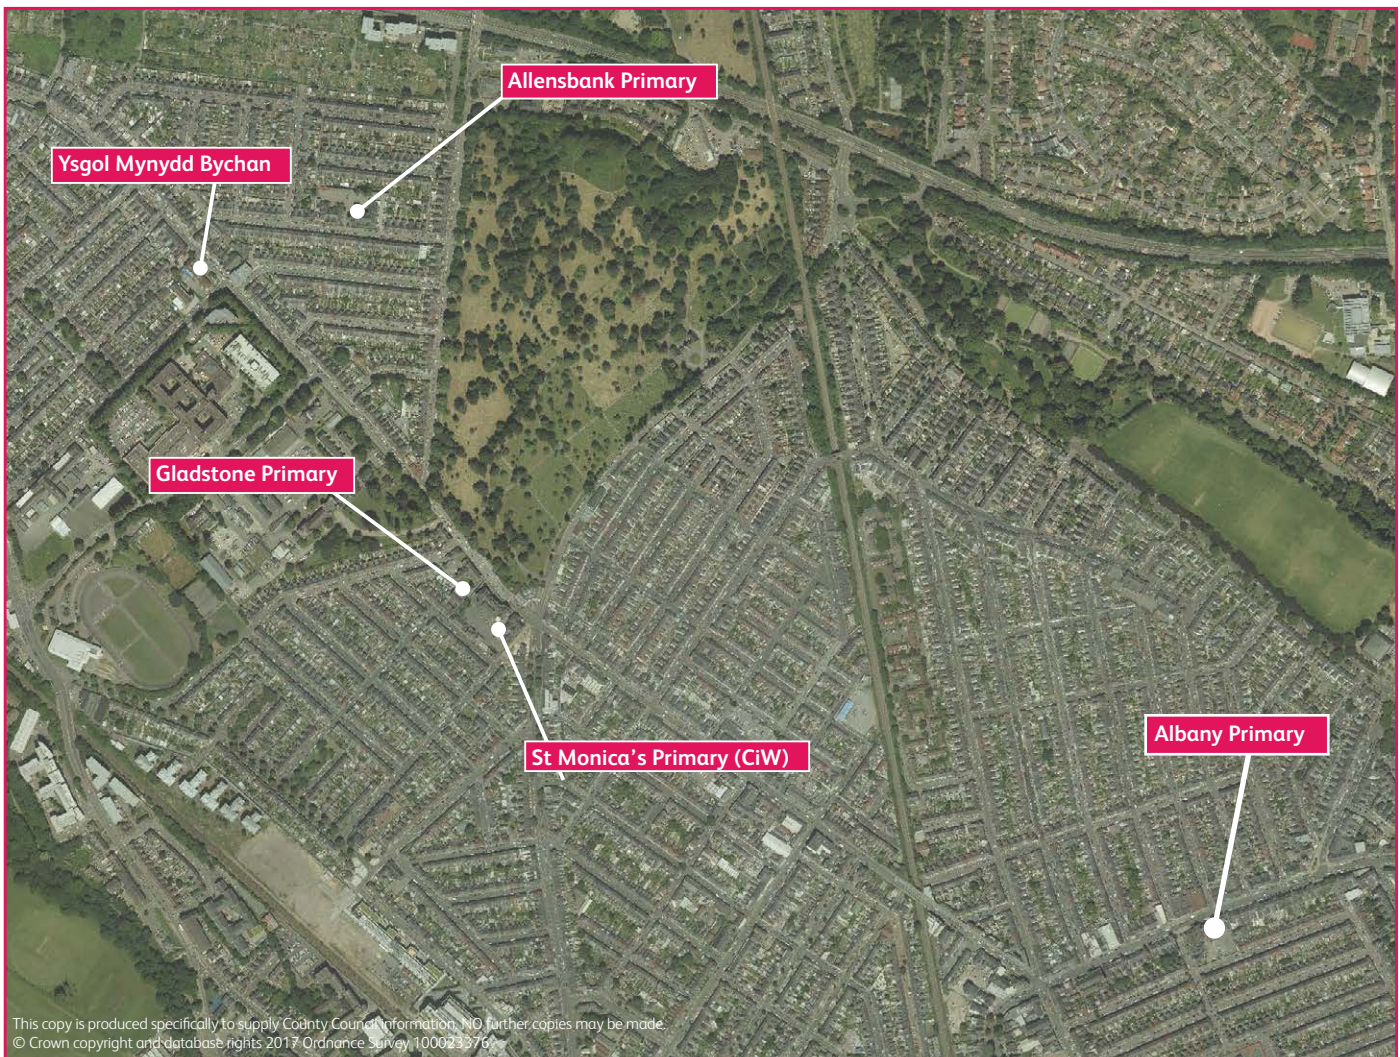 Allensbank Primary
Ysgol Mynydd Bychan
Gladstone Primary
St Monica's Primary (CiW)
Albany Primary
This copy is produced specifically to supply County Council information. NO further copies may be made.
© Crown copyright and database rights 2017 Ordnance Survey 100023376